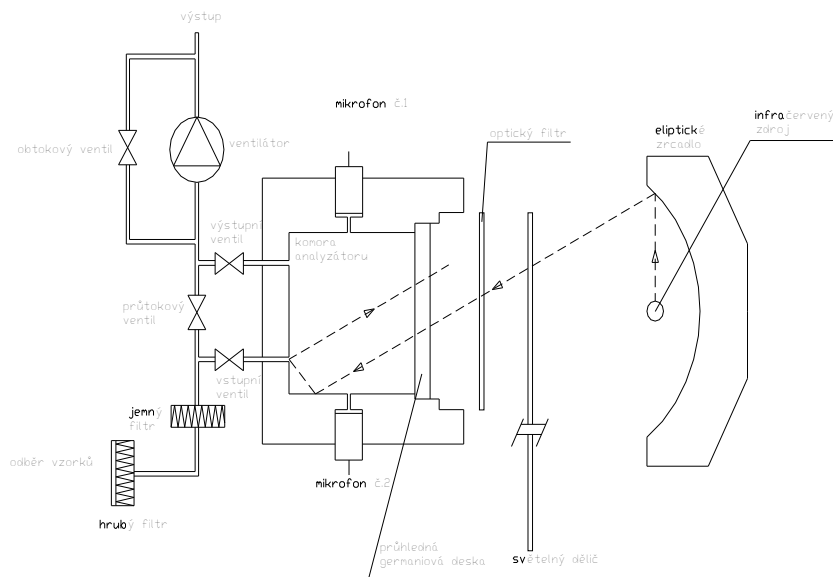 výstup
mikrofon č.1
infračervený
zdroj
optický filtr
eliptické
zrcadlo
obtokový ventil
ventilátor
výstupní
ventil
komora
analyzátoru
průtokový
ventil
vstupní
ventil
jemný
filtr
odběr vzorků
mikrofon č.2
hrubý filtr
průhledná
germaniová deska
světelný dělič